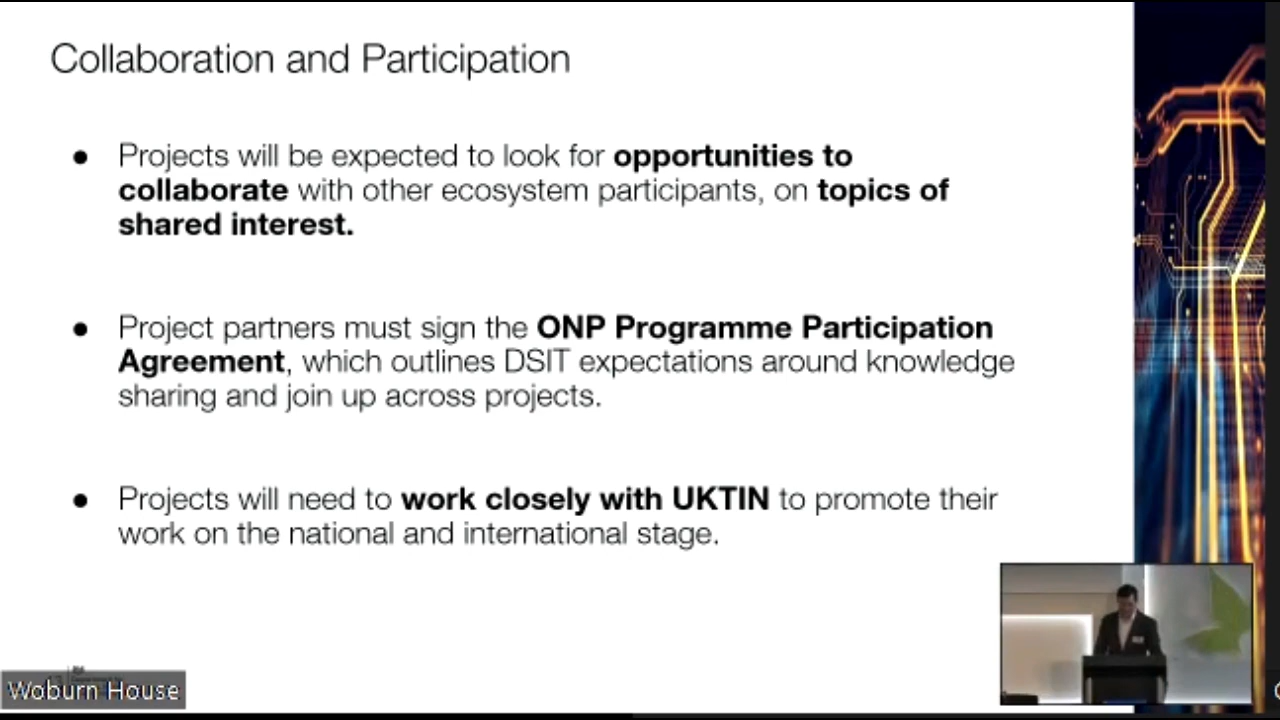 Collaboration and Participation
● Projects will be expected to look for opportunities to
collaborate with other ecosystem participants, on topics of
shared interest.
● Project partners must sign the ONP Programme Participation
Agreement, which outlines DSIT expectations around knowledge
sharing and join up across projects.
● Projects will need to work closely with UKTIN to promote their
work on the national and international stage.
Woburn House